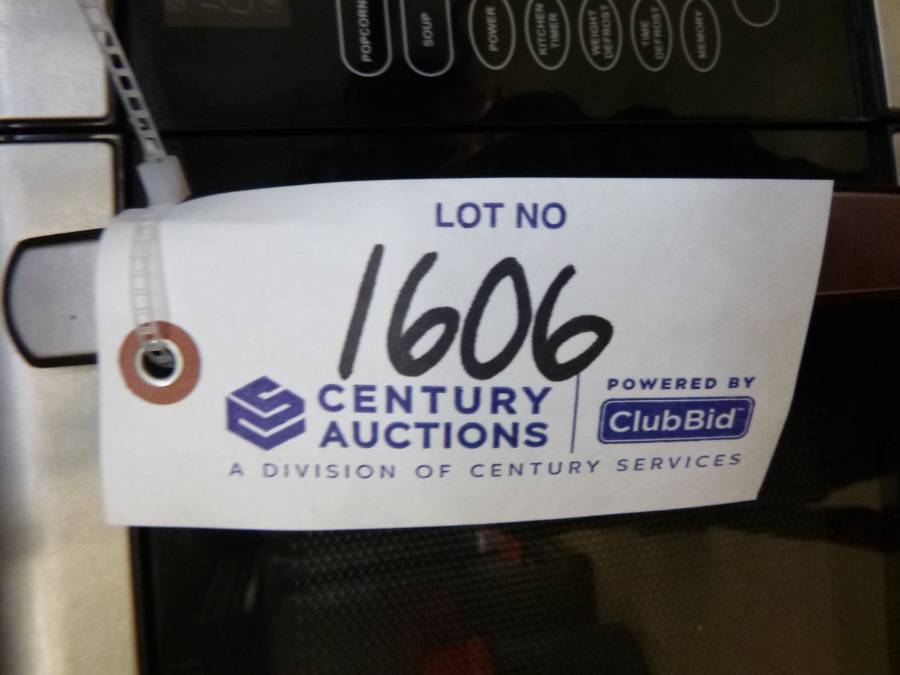 POPCORN
SOUP
POWER
KITCHEN
TIMER
WEIGHT
DEFROST
TIME
DEFROST
MEMORY
LOT NO
1606
CENTURY
AUCTIONS
POWERED BY
ClubBid™
A DIVISION OF CENTURY SERVICES